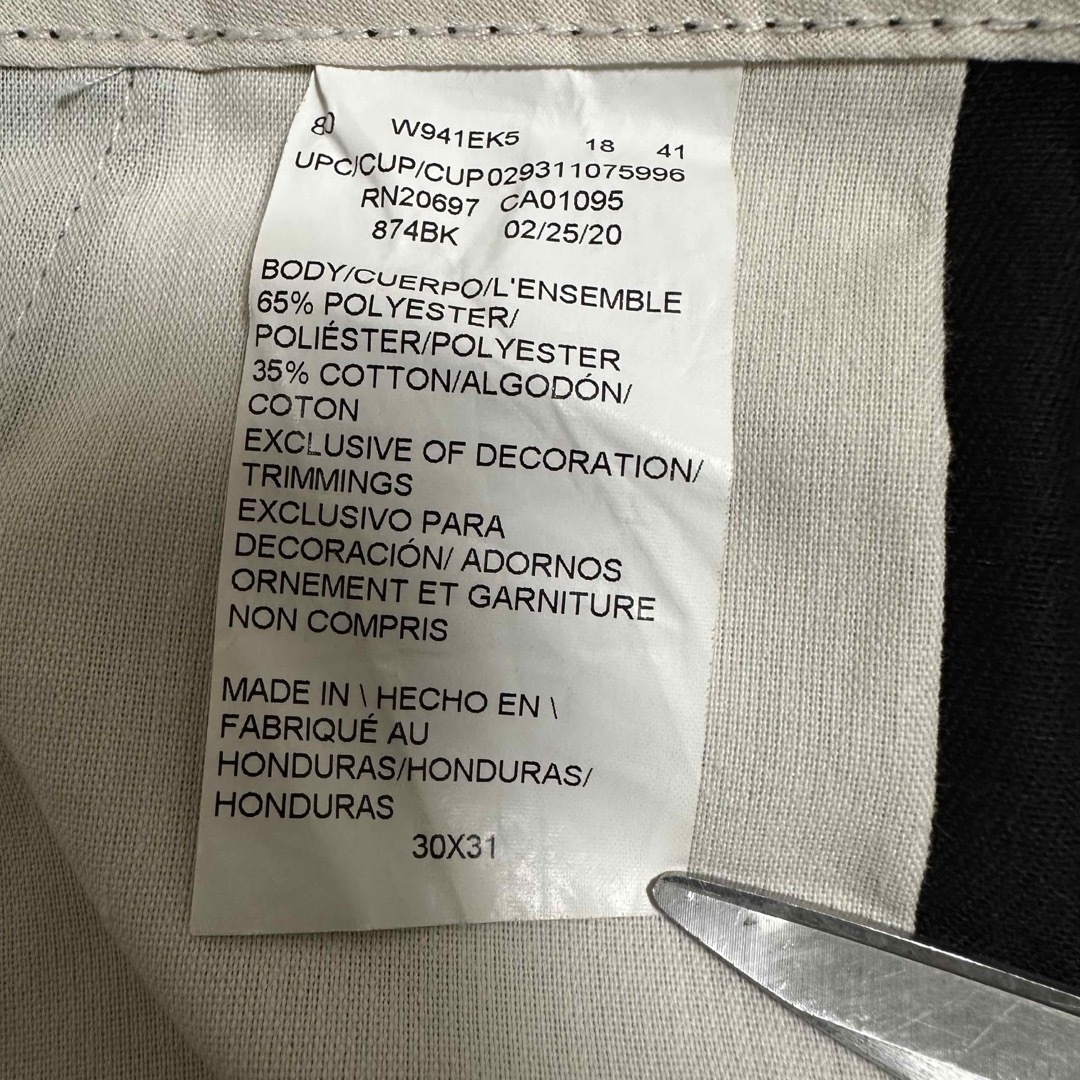 W941EK5 18 41
UPC/CUP/CUP 029311075996
RN20697 CA01095
874BK 02/25/20
BODY/CUERPO/L'ENSEMBLE
65% POLYESTER/
POLIÉSTER/POLYESTER
35% COTTON/ALGODÓN/
COTON
EXCLUSIVE OF DECORATION/
TRIMMINGS
EXCLUSIVO PARA
DECORACIÓN/ ADORNOS
ORNEMENT ET GARNITURE
NON COMPRIS
MADE IN \ HECHO EN \
FABRIQUÉ AU
HONDURAS/HONDURAS/
HONDURAS
30X31